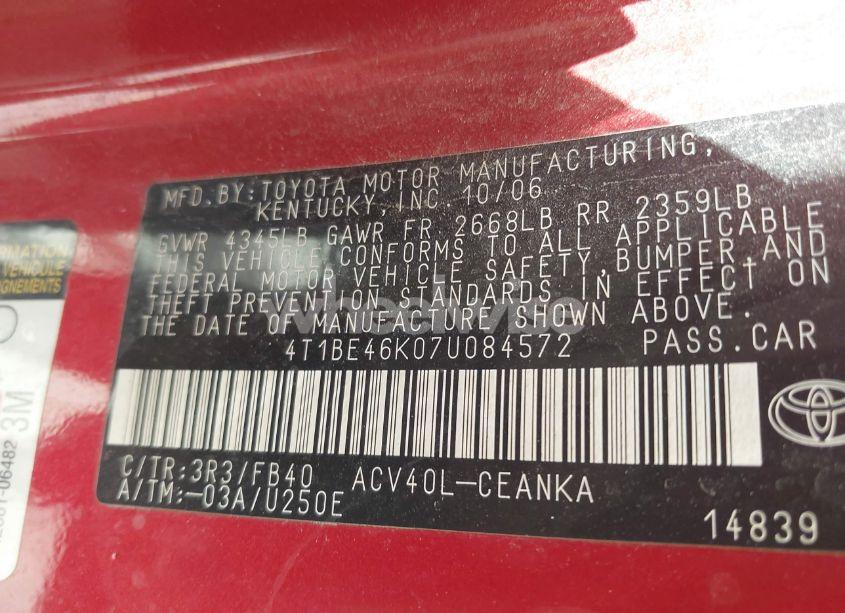 MFD.BY:TOYOTA MOTOR MANUFACTURING,
KENTUCKY,INC 10/06
GVWR 4345LB GAWR FR 2668LB RR 2359LB
THIS VEHICLE CONFORMS TO ALL APPLICABLE
FEDERAL MOTOR VEHICLE SAFETY,BUMPER,AND
THEFT PREVENTION STANDARDS IN EFFECT ON
THE DATE OF MANUFACTURE SHOWN ABOVE.
4T1BE46K07U084572 PASS.CAR
C/TR:3R3/FB40 ACV40L-CEANKA
A/TM:-03A/U250E
14839
VEHICLE
3M